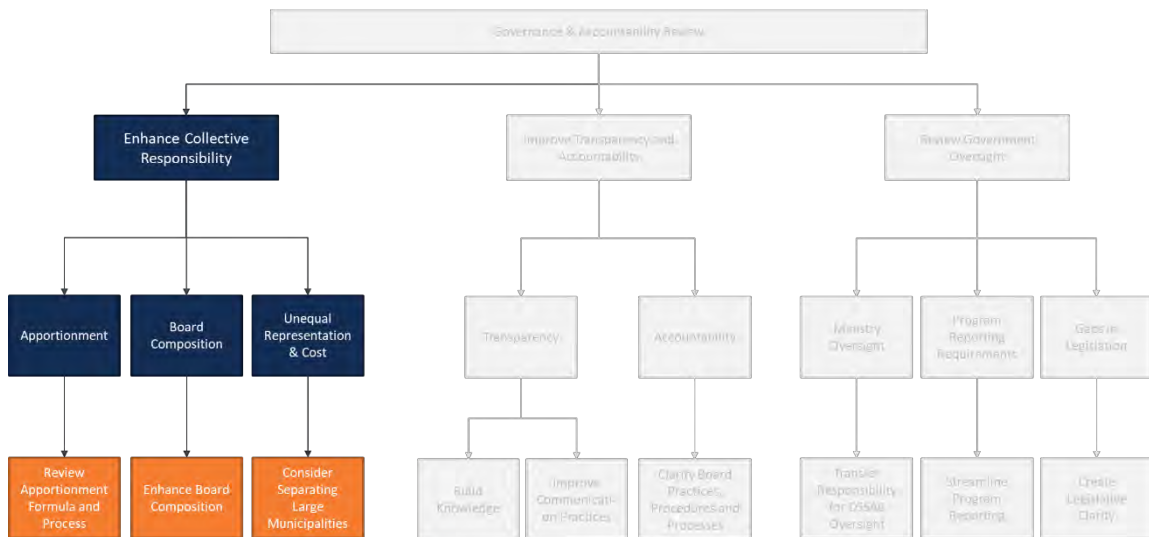 Governance & Accountability Review
Enhance Collective
Responsibility
Improve Transparency and
Accountability
Review Government
Oversight
Apportionment
Board
Composition
Unequal
Representation
& Cost
Transparency
Accountability
Ministry
Oversight
Program
Reporting
Requirments
Gaps in
Legislation
Review
Apportionment
Formula and
Process
Enhance Board
Composition
Consider
Separating
Large
Municipalities
Build
Knowledge
Improve
Communicati-
on Practices
Clarify Board
Practices,
Procedures and
Processes
Transfer
Responsibility
for DSSAB
Oversight
Streamline
Program
Reporting
Create
Legislative
Clarity